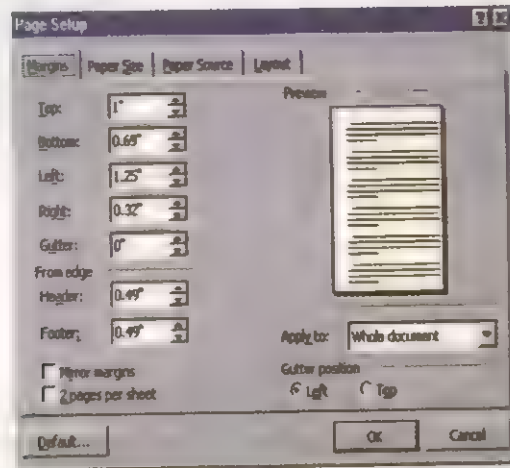 Page Setup
Margins Paper Size Paper Source Layout
Preview
Top: 1"
Bottom: 0.69"
Left: 1.25"
Right: 0.32"
Gutter: 0"
From edge
Header: 0.49"
Footer: 0.49"
Apply to: Whole document
Mirror margins
2 pages per sheet
Gutter position
Left Top
Default... OK Cancel